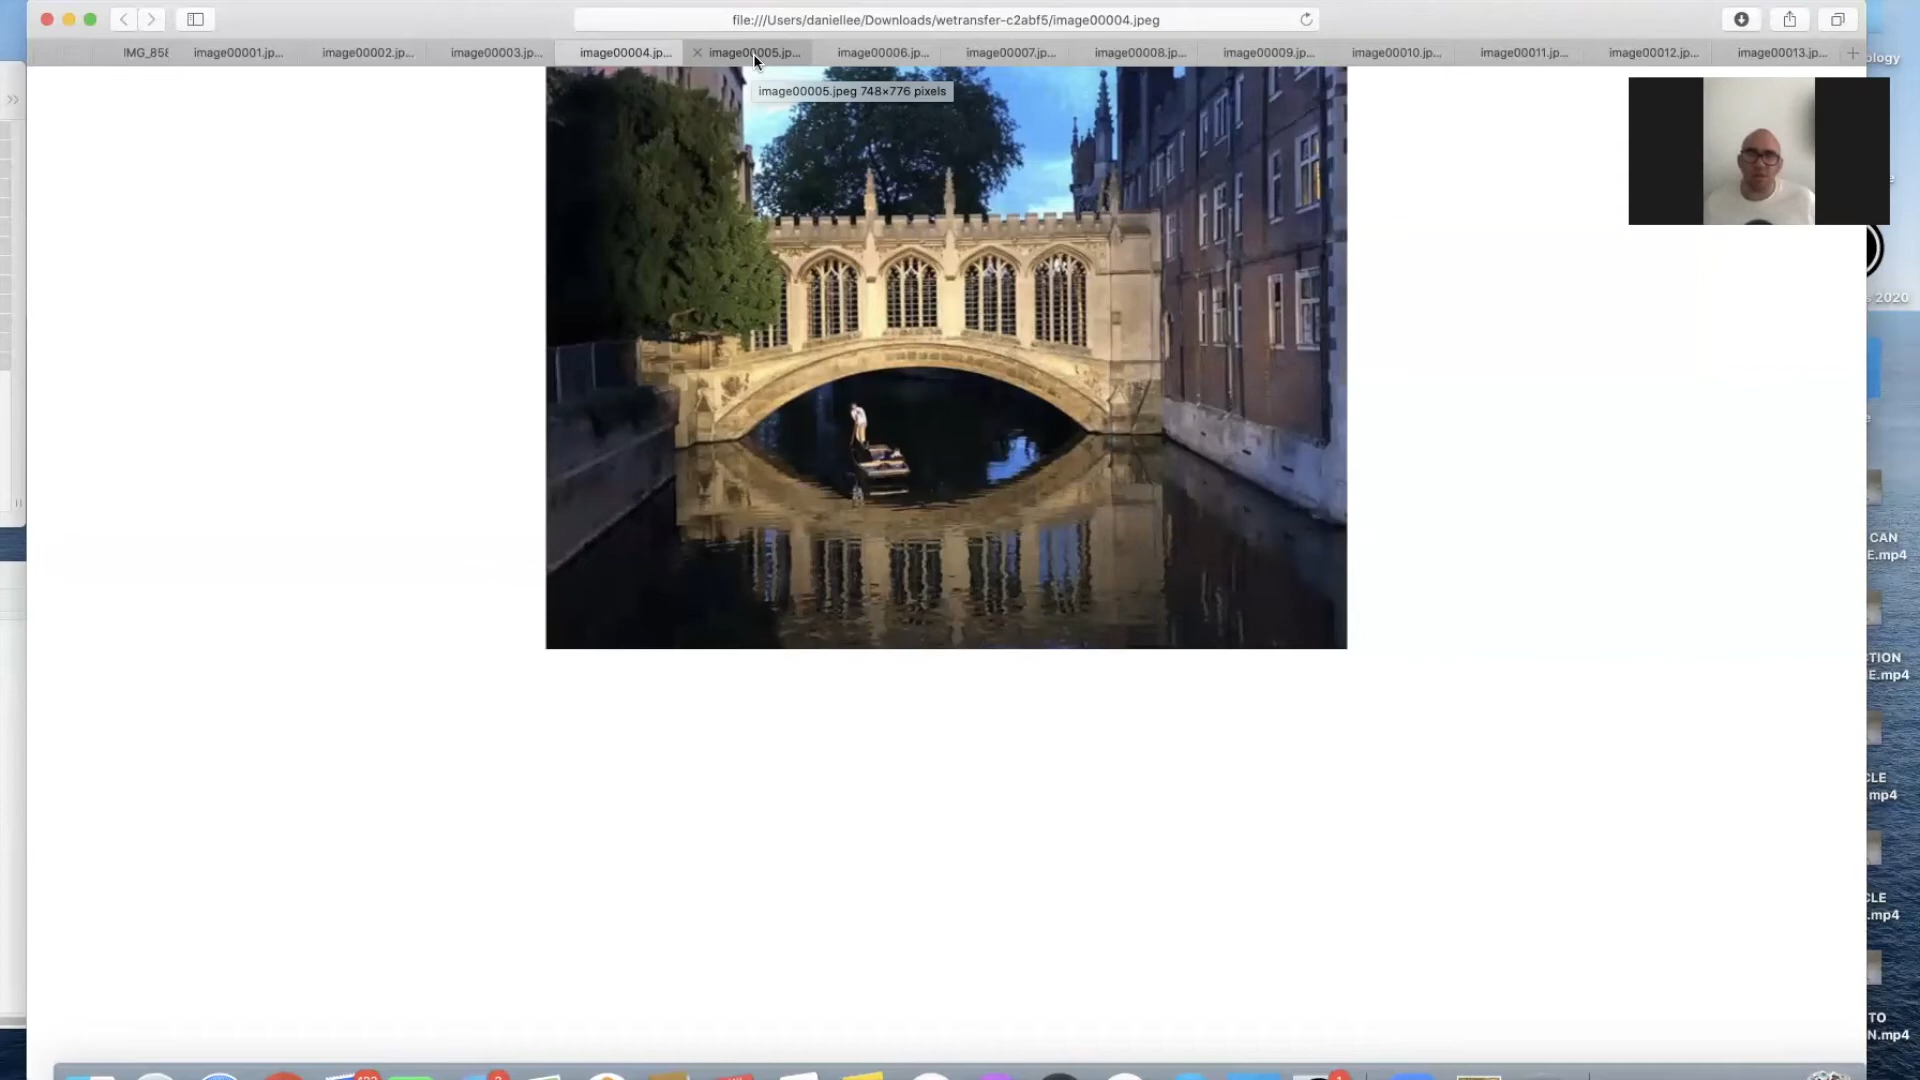 file:///Users/daniellee/Downloads/wetransfer-c2abf5/image00004.jpeg
IMG_858
image00001.jp...
image00002.jp...
image00003.jp...
image00004.jp...
image00005.jp...
image00006.jp...
image00007.jp...
image00008.jp...
image00009.jp...
image00010.jp...
image00011.jp...
image00012.jp...
image00013.jp...
ology
image00005.jpeg 748×776 pixels
e
s 2020
e
CAN
E.mp4
TION
E.mp4
CLE
.mp4
CLE
.mp4
TO
N.mp4